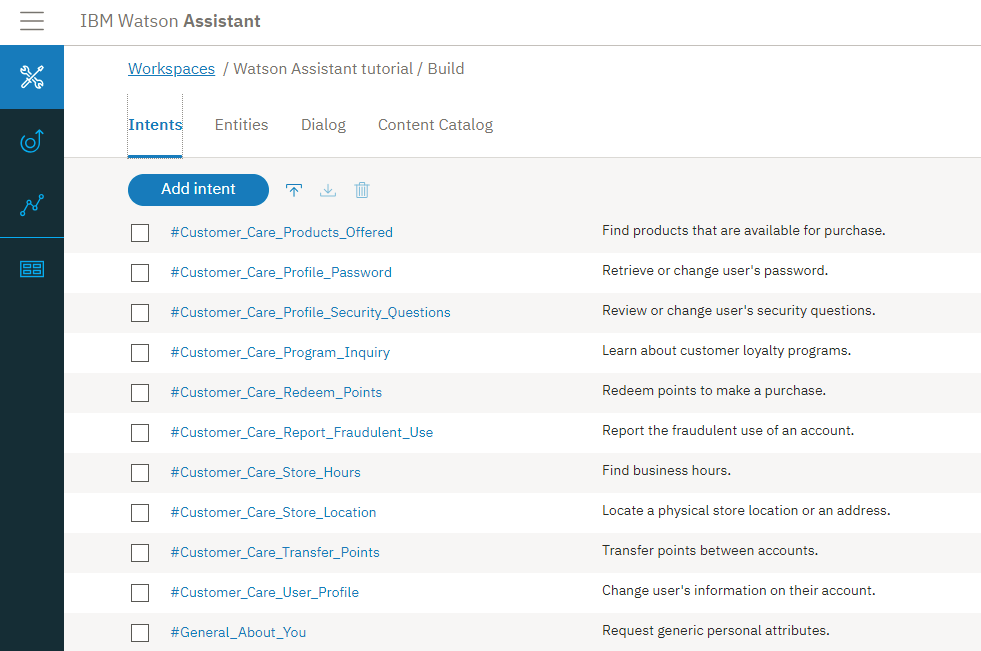 IBM Watson Assistant
Workspaces / Watson Assistant tutorial / Build
Intents Entities Dialog Content Catalog
Add intent
#Customer_Care_Products_Offered Find products that are available for purchase.
#Customer_Care_Profile_Password Retrieve or change user's password.
#Customer_Care_Profile_Security_Questions Review or change user's security questions.
#Customer_Care_Program_Inquiry Learn about customer loyalty programs.
#Customer_Care_Redeem_Points Redeem points to make a purchase.
#Customer_Care_Report_Fraudulent_Use Report the fraudulent use of an account.
#Customer_Care_Store_Hours Find business hours.
#Customer_Care_Store_Location Locate a physical store location or an address.
#Customer_Care_Transfer_Points Transfer points between accounts.
#Customer_Care_User_Profile Change user's information on their account.
#General_About_You Request generic personal attributes.